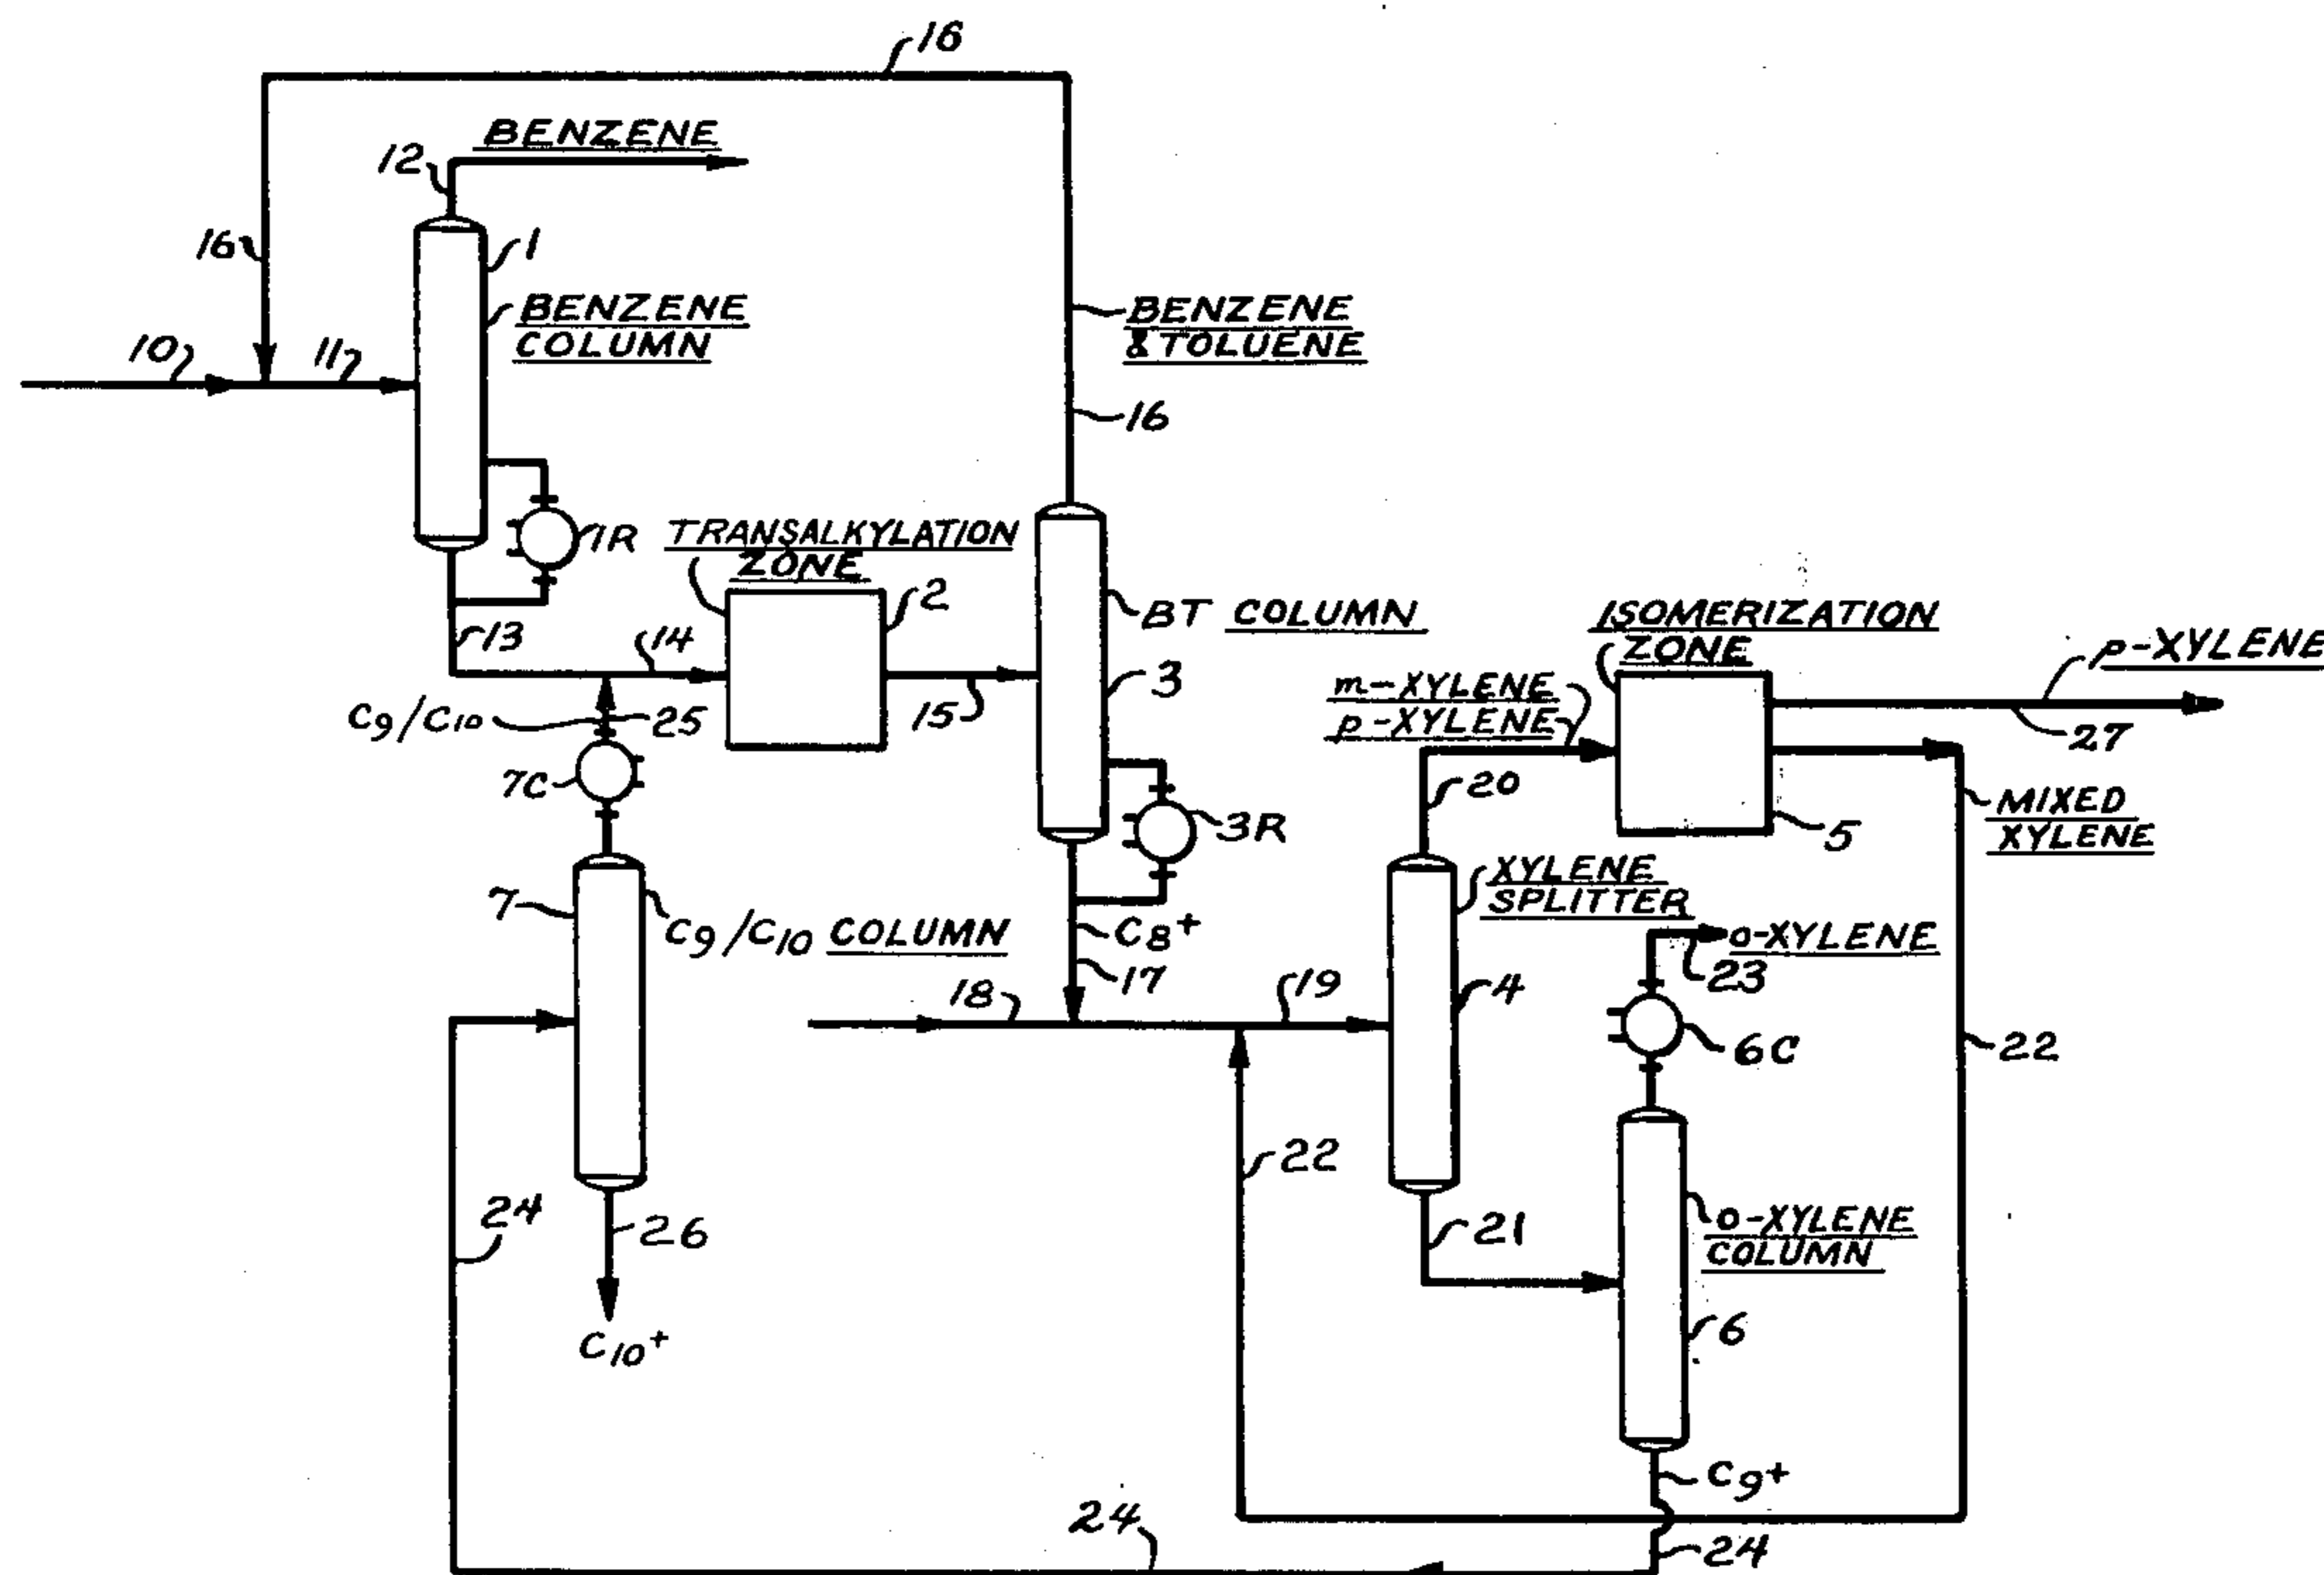 16
BENZENE
12
16
1
BENZENE
COLUMN
BENZENE
& TOLUENE
10
11
16
1R
TRANSALKYLATION
ZONE
2
BT COLUMN
ISOMERIZATION
ZONE
p-XYLENE
13
14
3
m-XYLENE
p-XYLENE
C9/C10
25
15
27
7C
20
MIXED
XYLENE
3R
5
XYLENE
SPLITTER
7
C9/C10 COLUMN
C8+
o-XYLENE
17
23
18
19
4
6C
22
22
24
26
21
o-XYLENE
COLUMN
C10+
6
C9+
24
24